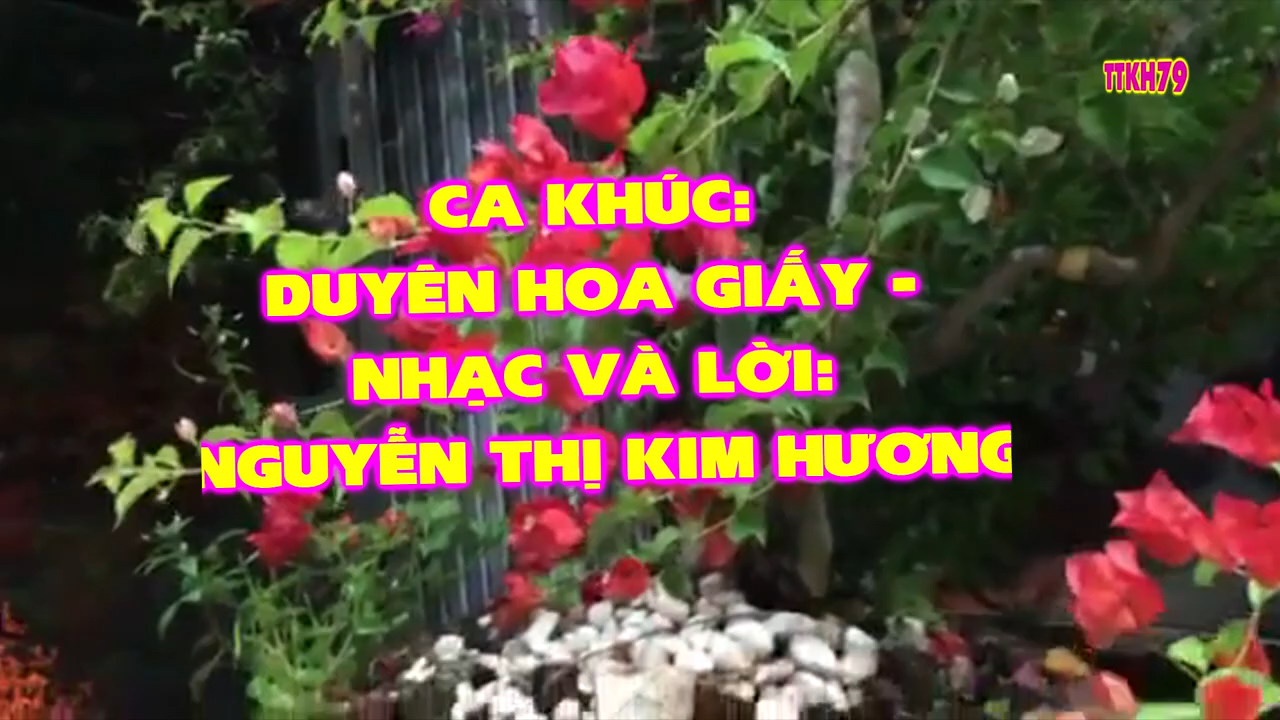 TTKH79
CA KHÚC:
DUYÊN HOA GIẤY -
NHẠC VÀ LỜI:
NGUYỄN THỊ KIM HƯƠNG